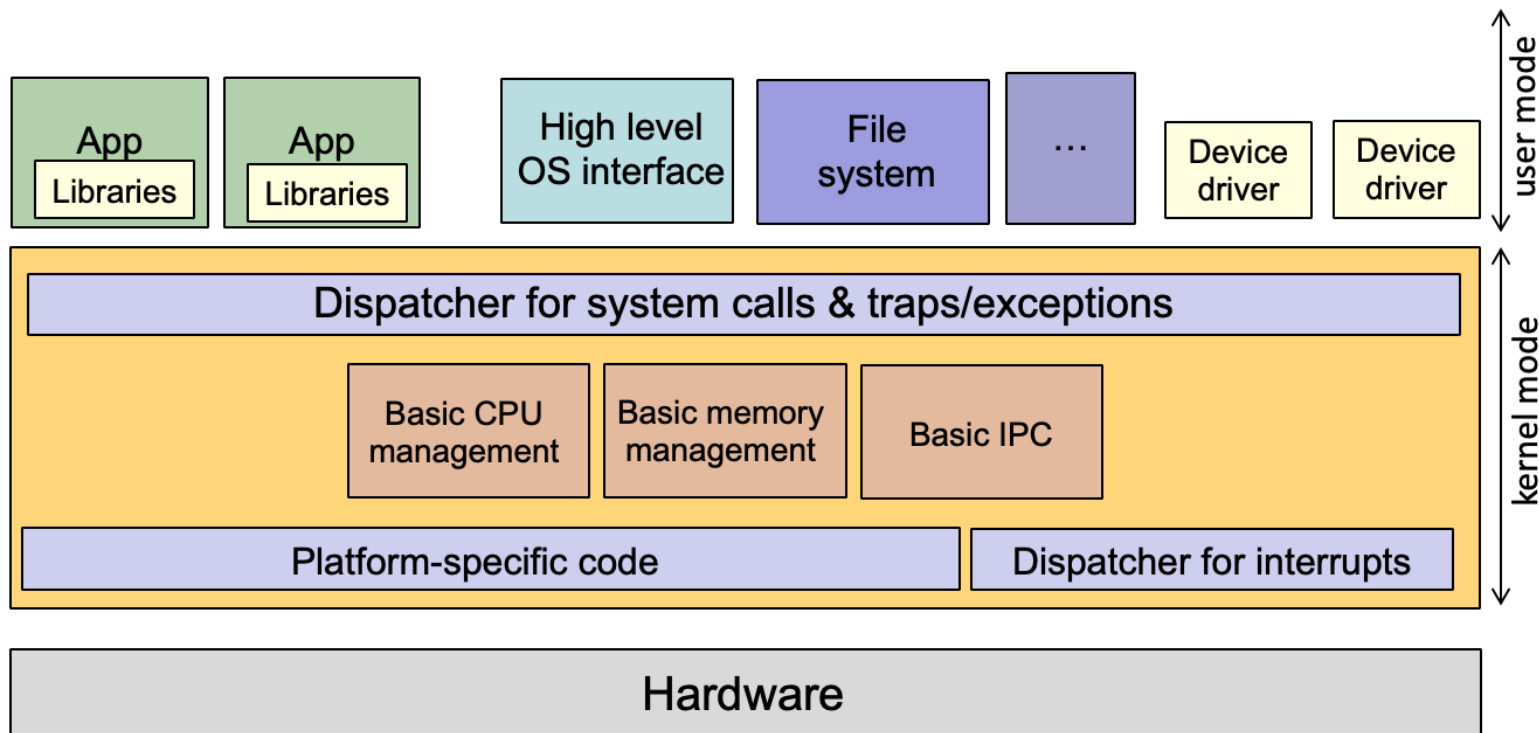 App
Libraries
App
Libraries
High level
OS interface
File
system
...
Device
driver
Device
driver
user mode
Dispatcher for system calls & traps/exceptions
Basic CPU
management
Basic memory
management
Basic IPC
kernel mode
Platform-specific code
Dispatcher for interrupts
Hardware